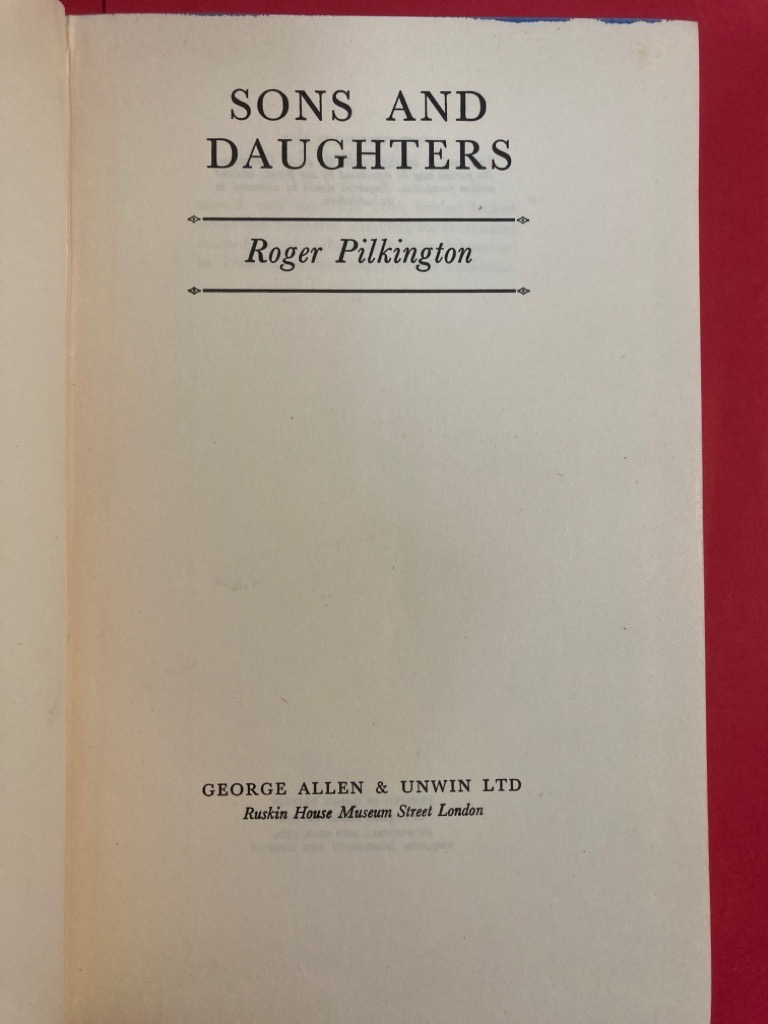 SONS AND
DAUGHTERS
Roger Pilkington
GEORGE ALLEN & UNWIN LTD
Ruskin House Museum Street London